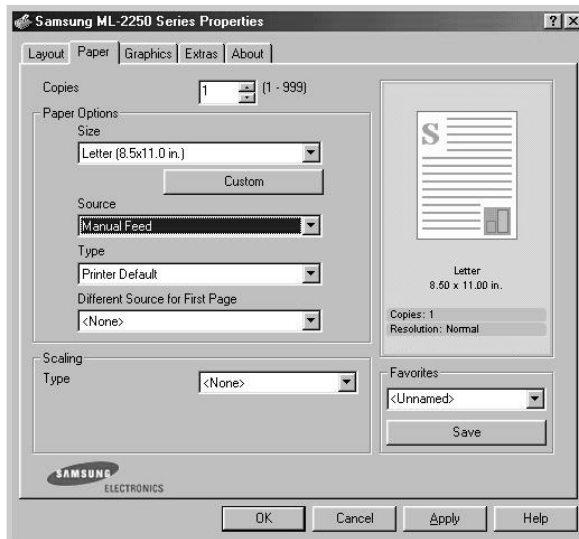 Samsung ML-2250 Series Properties
Layout Paper Graphics Extras About
Copies 1 (1 - 999)
Paper Options
Size
Letter (8.5x11.0 in.)
Custom
Source
Manual Feed
Type
Printer Default
Different Source for First Page
<None>
Scaling
Type <None>
S
Letter
8.50 x 11.00 in.
Copies: 1
Resolution: Normal
Favorites
<Unnamed>
Save
SAMSUNG
ELECTRONICS
OK Cancel Apply Help